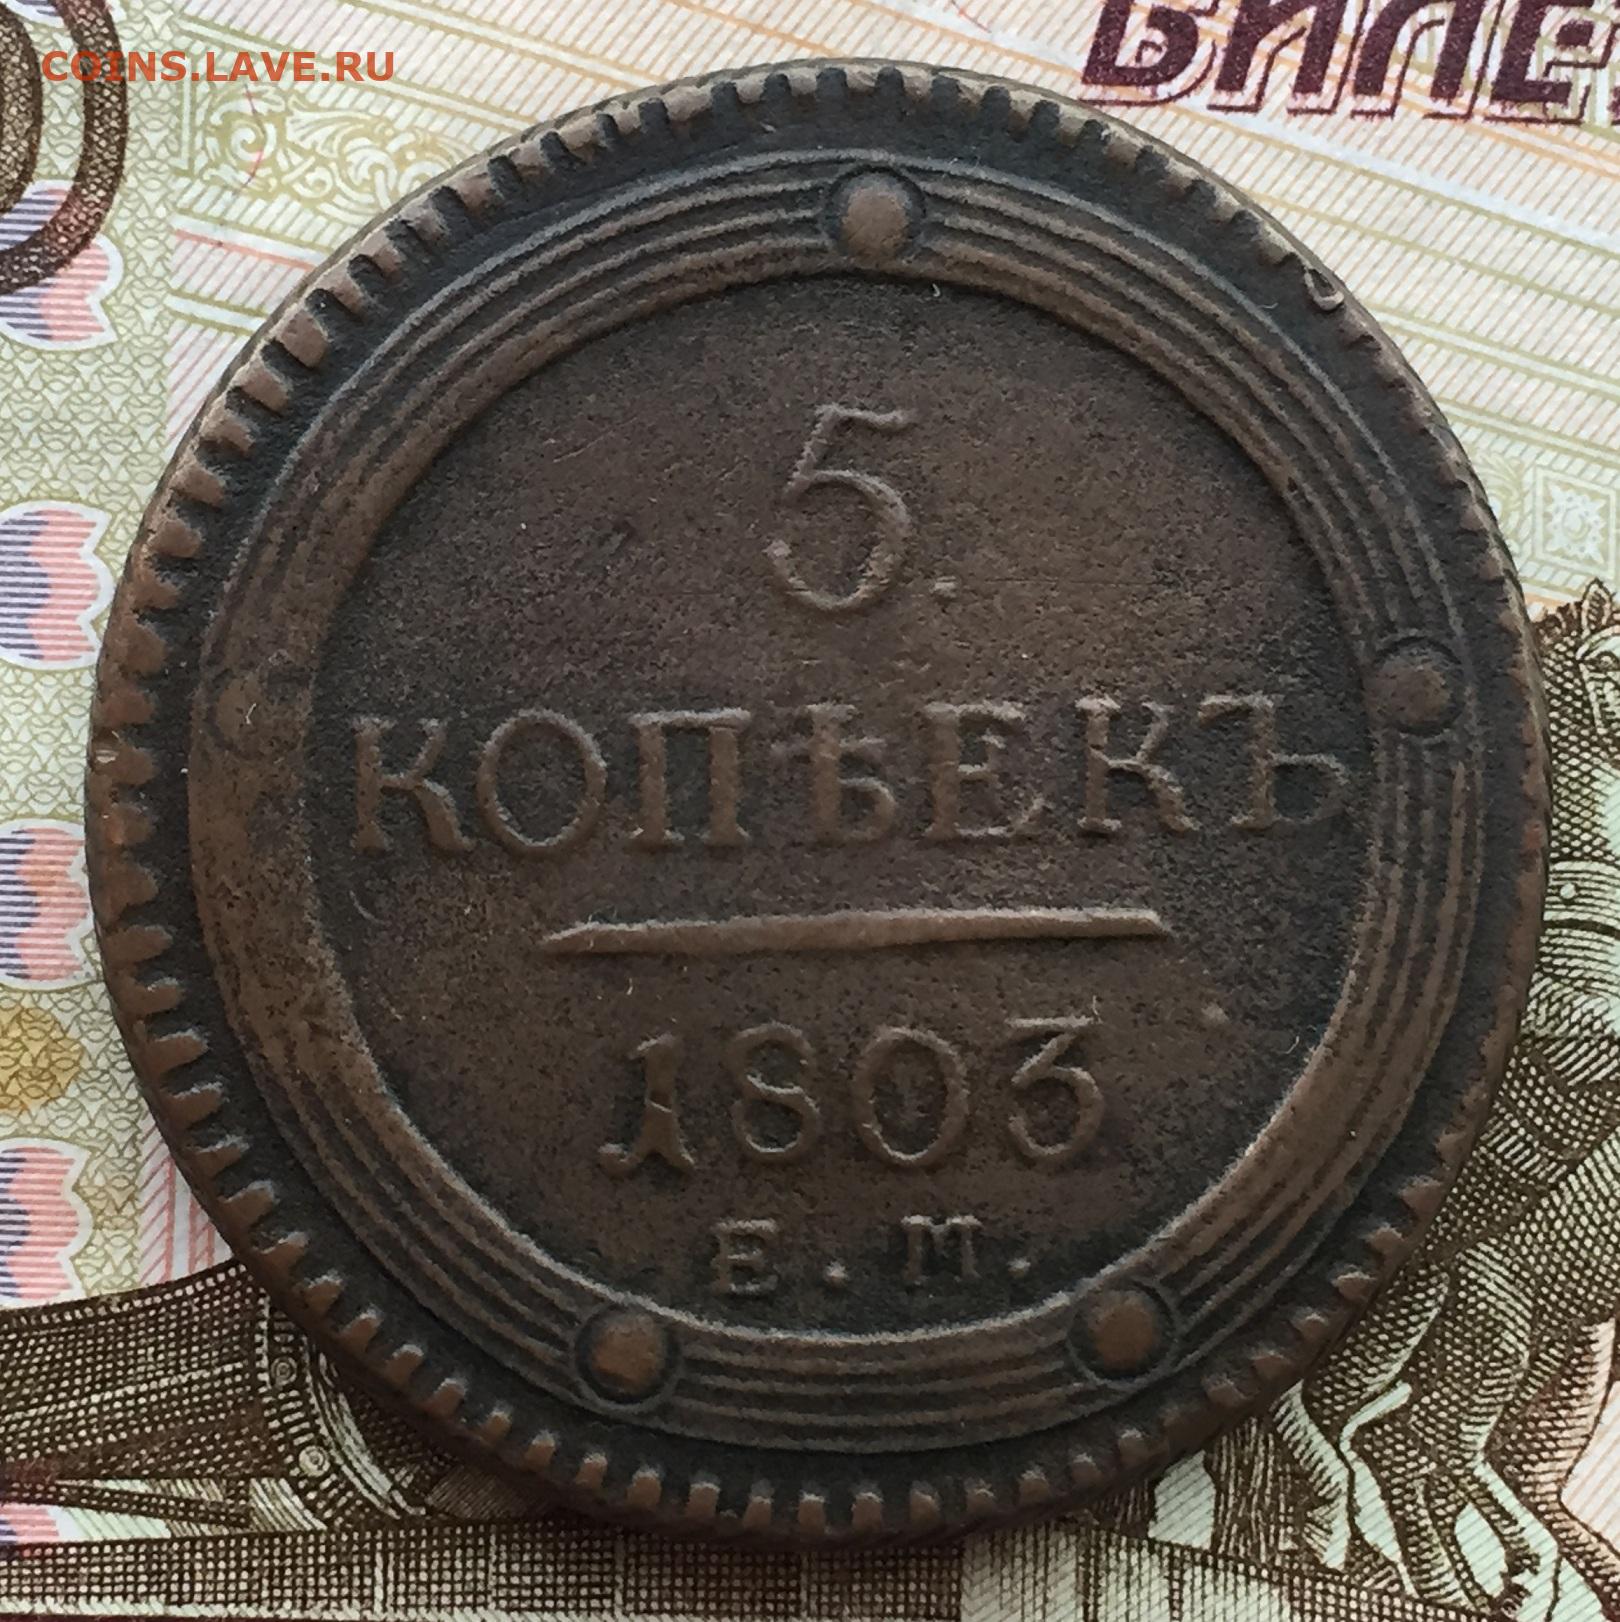 COINS.LAVE.RU
БИЛЕ
5.
КОПѢЕКЪ
1803
Е.М.